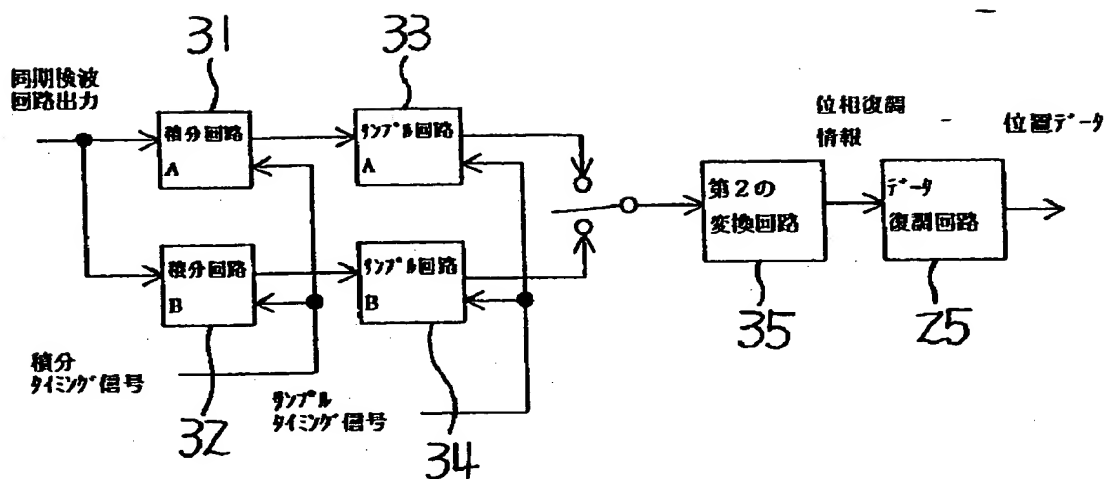 31
33
同期検波
回路出力
積分回路
A
サンプル回路
A
位相復調
情報
位置データ
第2の
変換回路
データ
復調回路
積分回路
B
サンプル回路
B
35
25
積分
タイミング信号
サンプル
タイミング信号
32
34